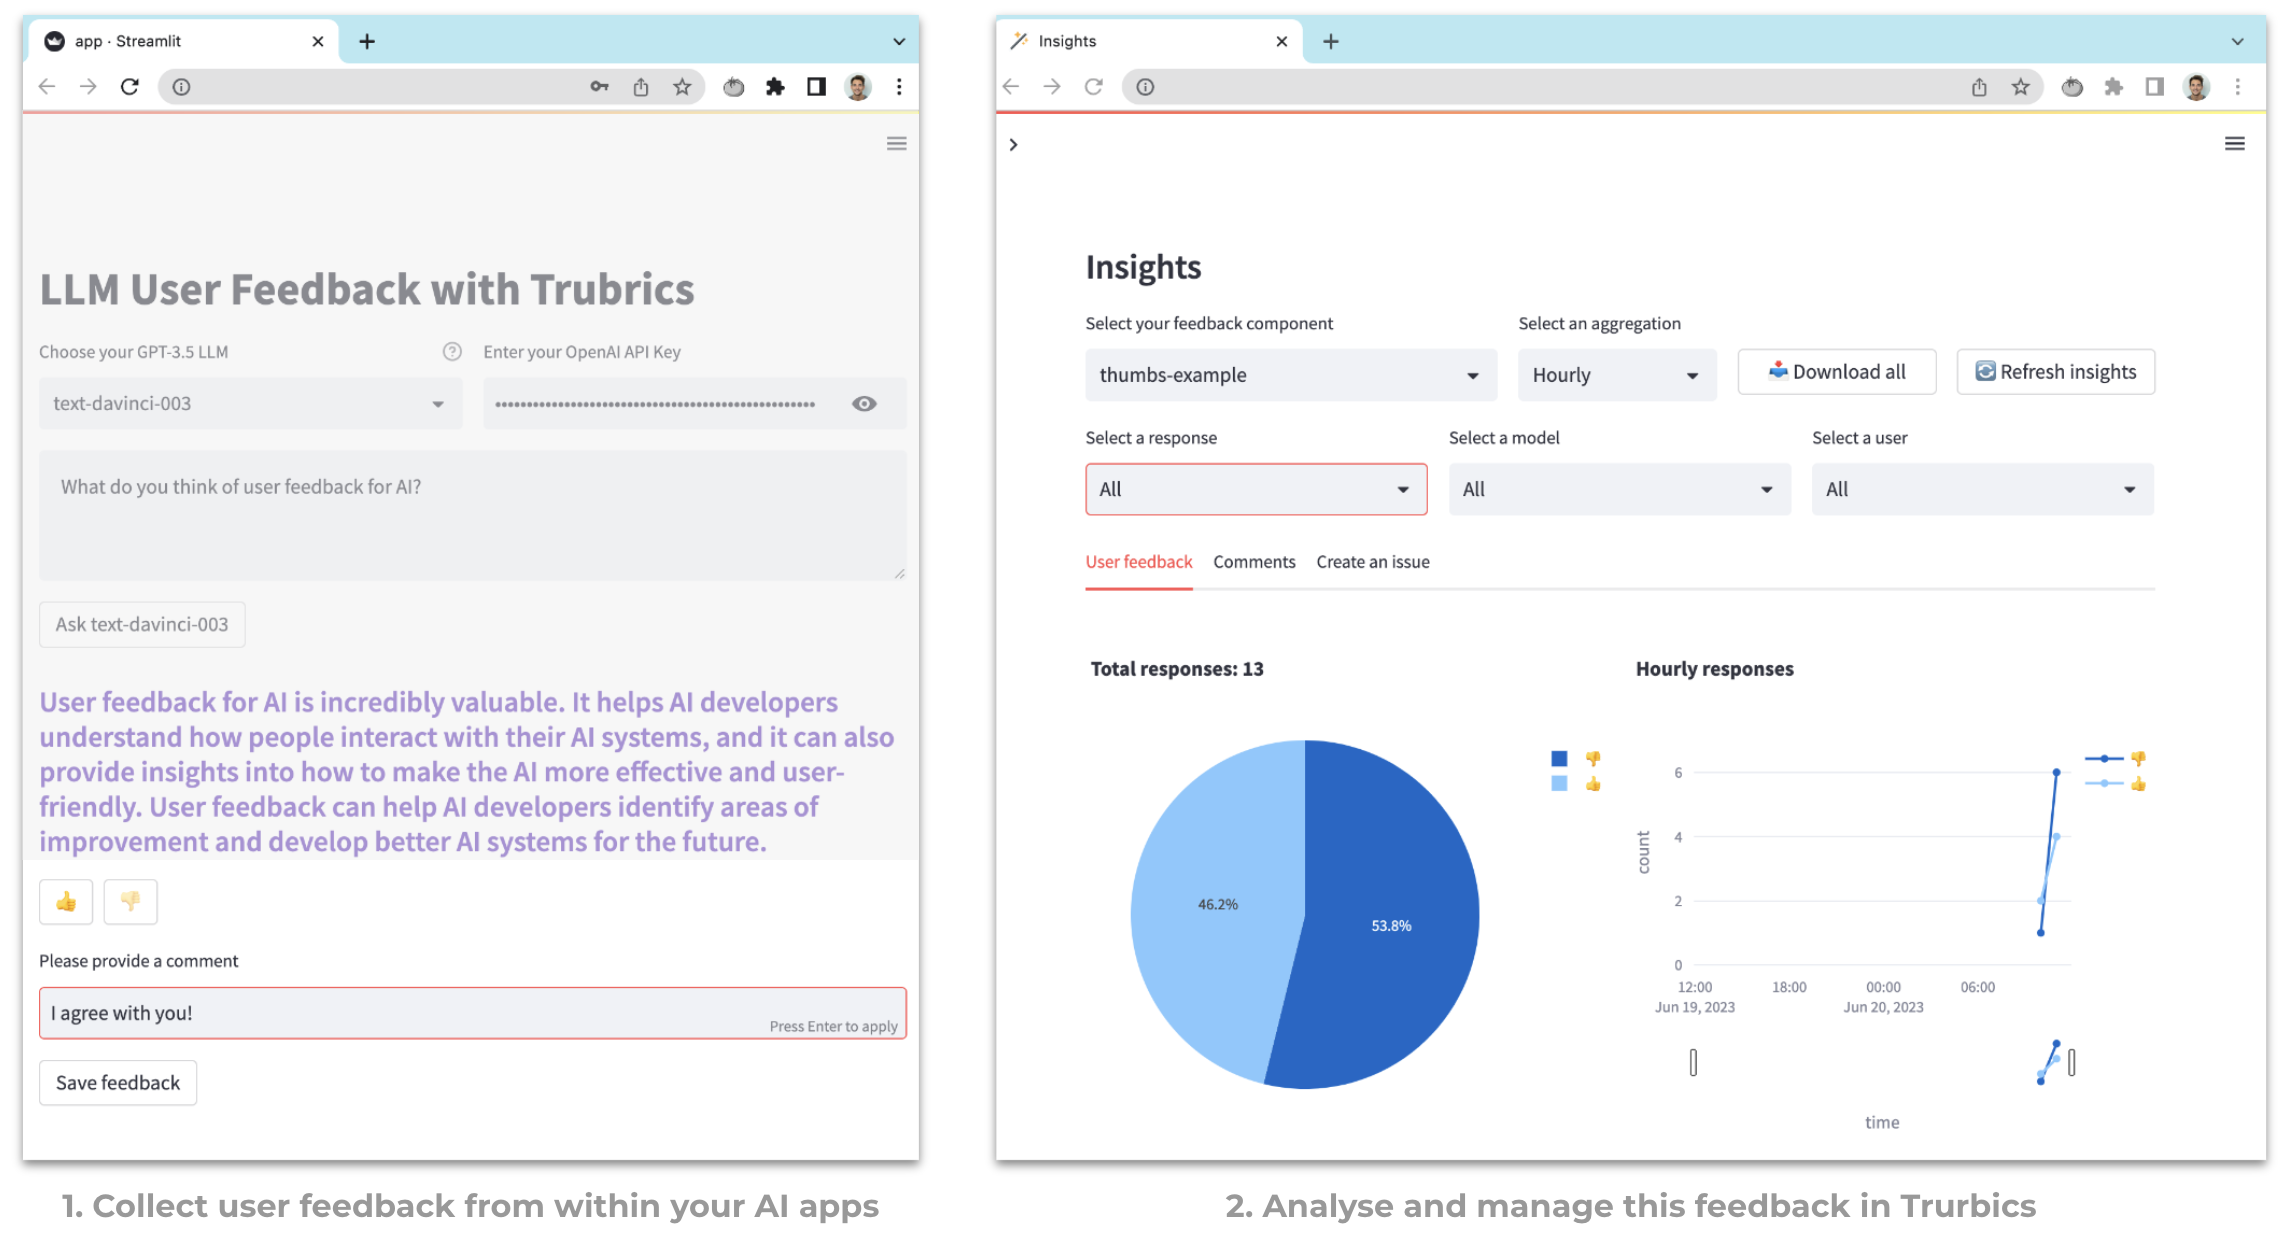 app · Streamlit
LLM User Feedback with Trubrics
Choose your GPT-3.5 LLM
Enter your OpenAI API Key
text-davinci-003
What do you think of user feedback for AI?
Ask text-davinci-003
User feedback for AI is incredibly valuable. It helps AI developers
understand how people interact with their AI systems, and it can also
provide insights into how to make the AI more effective and user-
friendly. User feedback can help AI developers identify areas of
improvement and develop better AI systems for the future.
Please provide a comment
I agree with you!
Press Enter to apply
Save feedback
1. Collect user feedback from within your AI apps
Insights
Insights
Select your feedback component
Select an aggregation
thumbs-example
Hourly
Download all
Refresh insights
Select a response
Select a model
Select a user
All
All
All
User feedback
Comments
Create an issue
Total responses: 13
46.2%
53.8%
Hourly responses
count
6
4
2
0
12:00
Jun 19, 2023
18:00
00:00
Jun 20, 2023
06:00
time
2. Analyse and manage this feedback in Trurbics